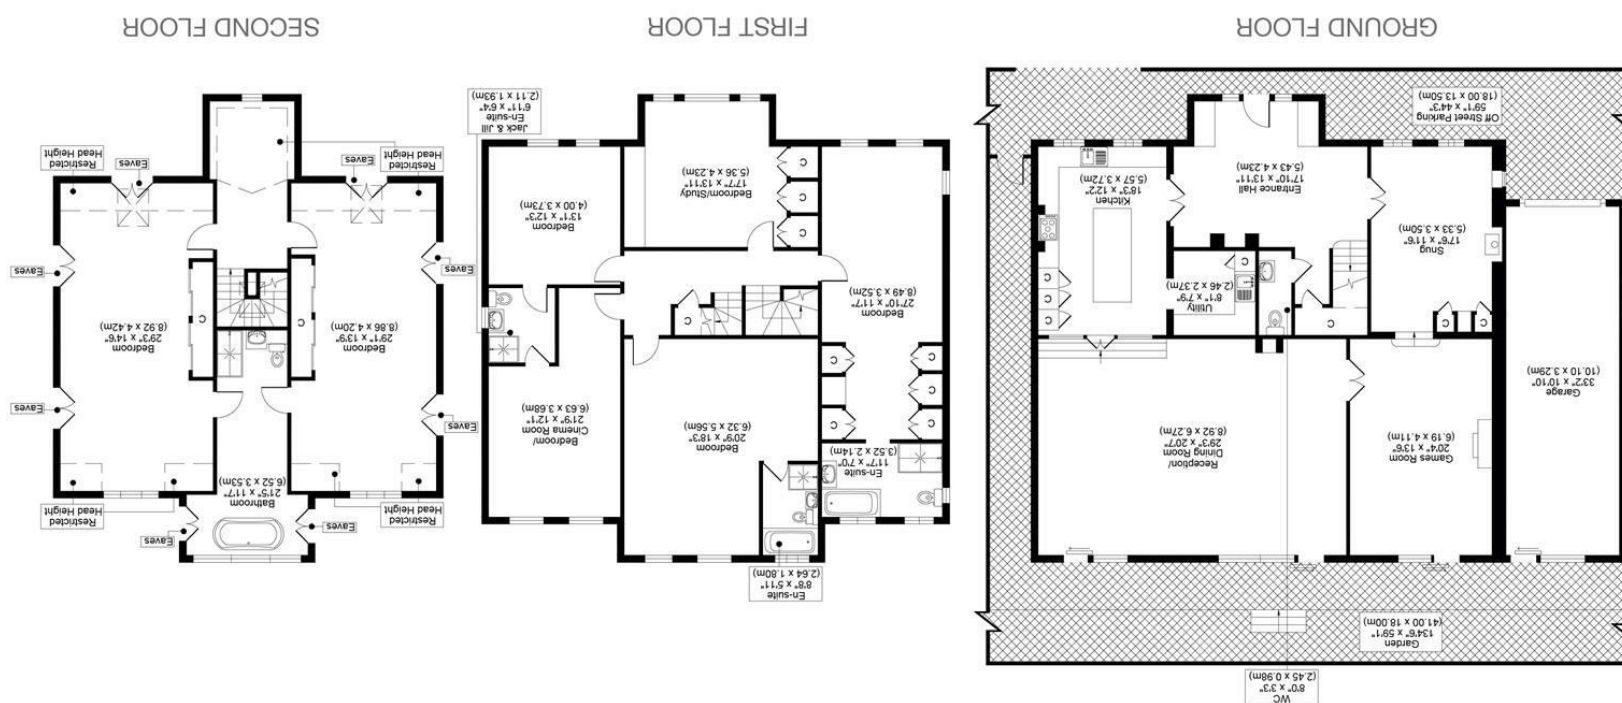 WC
8'0" x 3'3"
(2.45 x 0.98m)
Garden
134'6" x 59'1"
(41.00 x 18.00m)
Garage
33'2" x 10'10"
(10.10 x 3.29m)
Games Room
20'4" x 13'6"
(6.19 x 4.11m)
Reception/
Dining Room
29'3" x 20'7"
(8.92 x 6.27m)
C
C
C
C
C
C
C
Snug
17'6" x 11'6"
(5.33 x 3.50m)
Utility
8'1" x 7'9"
(2.46 x 2.37m)
Entrance Hall
17'10" x 13'11"
(5.43 x 4.23m)
Kitchen
18'3" x 12'2"
(5.57 x 3.72m)
Off Street Parking
59'1" x 44'3"
(18.00 x 13.50m)
GROUND FLOOR
En-suite
8'8" x 5'11"
(2.64 x 1.80m)
En-suite
11'7" x 7'0"
(3.52 x 2.14m)
Bedroom
20'9" x 18'3"
(6.32 x 5.56m)
Bedroom/
Cinema Room
21'9" x 12'1"
(6.63 x 3.68m)
C
C
C
C
C
C
C
Bedroom
27'10" x 11'7"
(8.49 x 3.52m)
C
C
C
Bedroom/Study
17'7" x 13'11"
(5.36 x 4.23m)
Bedroom
13'1" x 12'3"
(4.00 x 3.73m)
Jack & Jill
En-suite
6'11" x 6'4"
(2.11 x 1.93m)
FIRST FLOOR
Eaves
Eaves
Restricted
Head Height
Restricted
Head Height
Bathroom
21'5" x 11'7"
(6.52 x 3.53m)
Eaves
Eaves
Bedroom
29'1" x 13'9"
(8.86 x 4.20m)
C
C
Bedroom
29'3" x 14'6"
(8.92 x 4.42m)
Eaves
Eaves
Restricted
Head Height
Eaves
Eaves
Restricted
Head Height
SECOND FLOOR